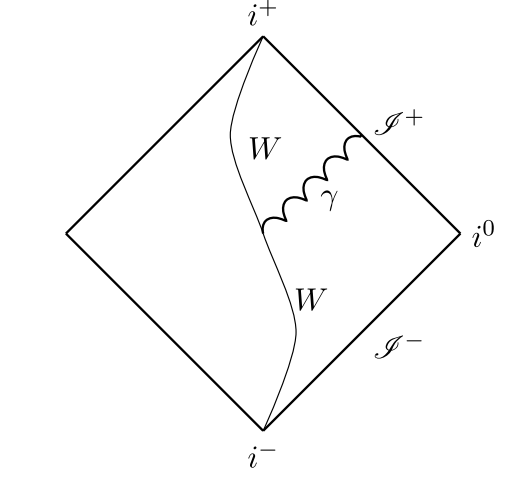 i⁺
𝓘⁺
W
γ
i⁰
W
𝓘⁻
i⁻